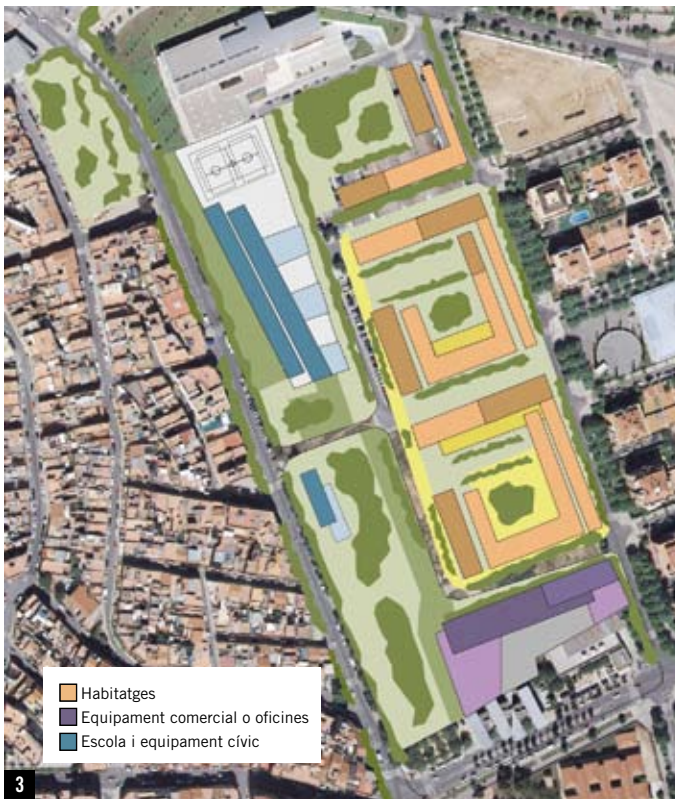 Habitatges
Equipament comercial o oficines
Escola i equipament cívic
3